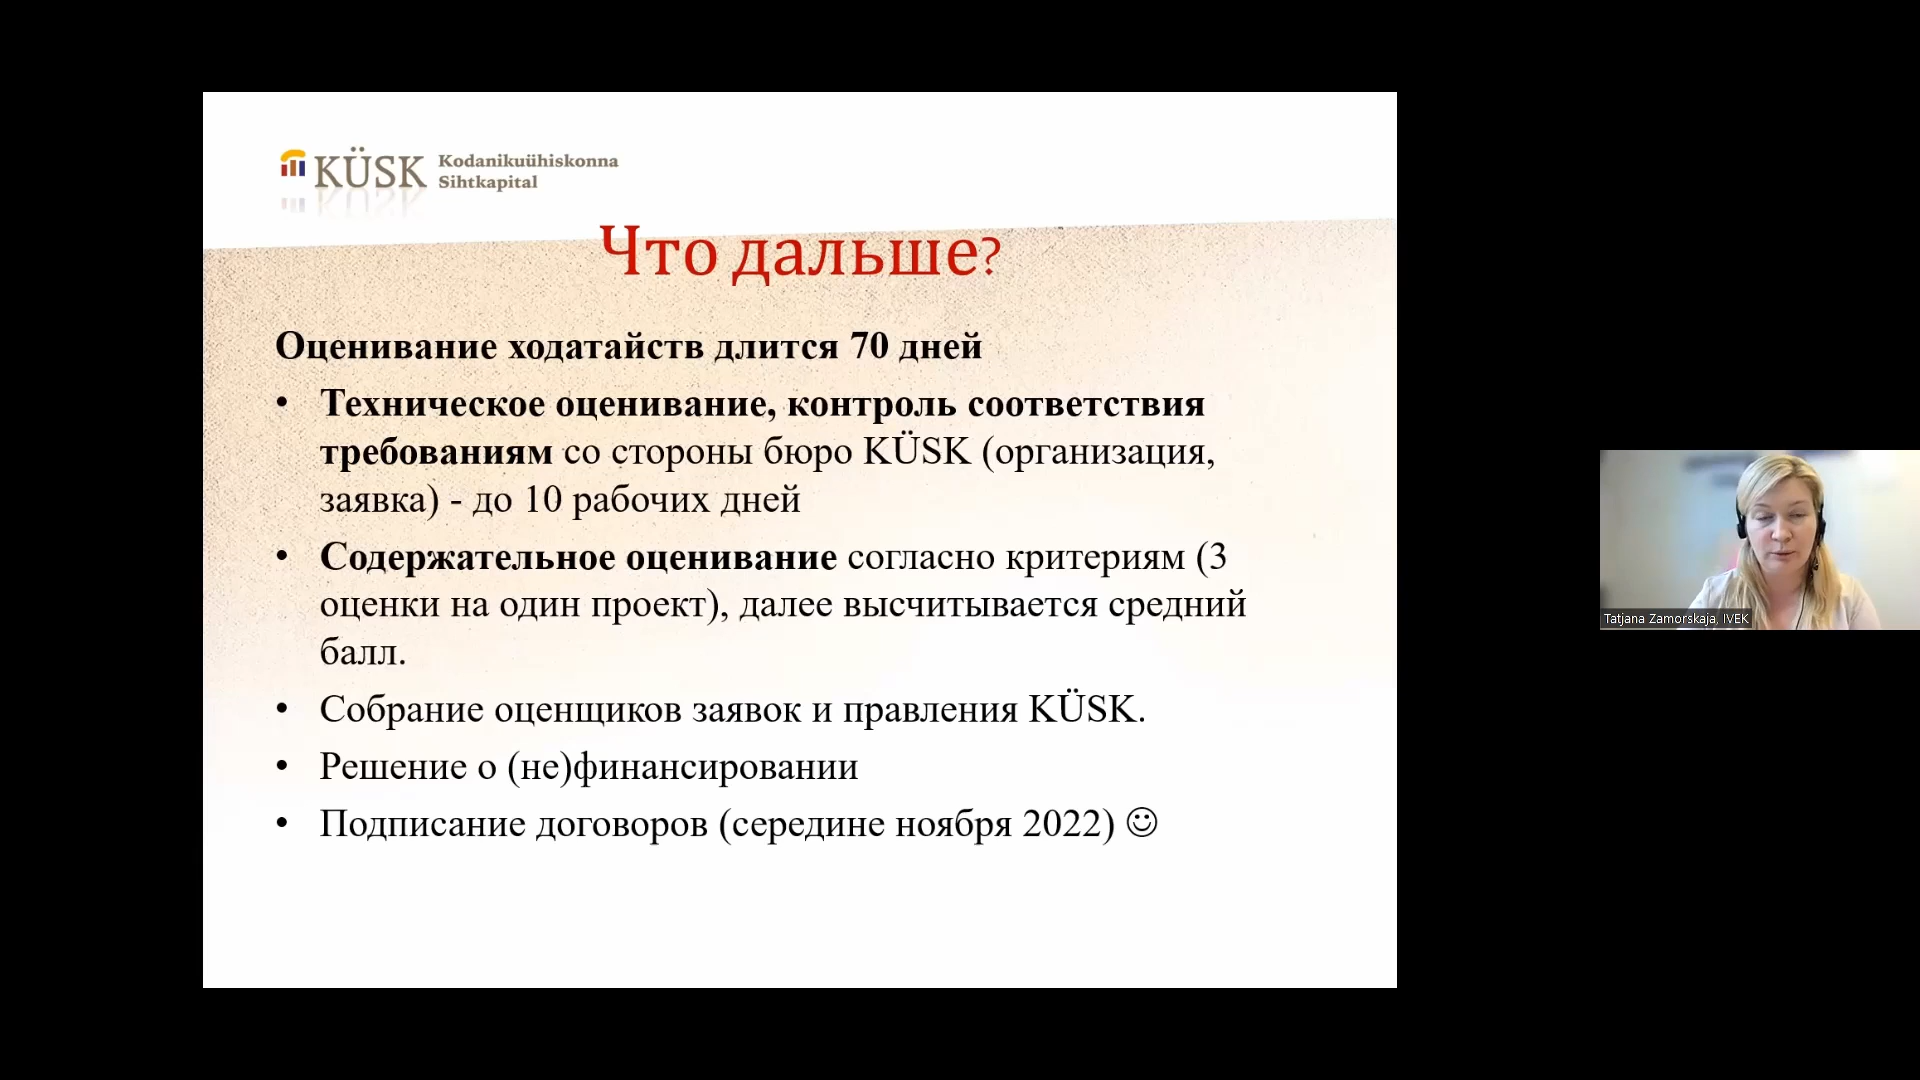 KÜSK Kodanikuühiskonna
Sihtkapital
Что дальше?
Оценивание ходатайств длится 70 дней
• Техническое оценивание, контроль соответствия
требованиям со стороны бюро KÜSK (организация,
заявка) - до 10 рабочих дней
• Содержательное оценивание согласно критериям (3
оценки на один проект), далее высчитывается средний
балл.
• Собрание оценщиков заявок и правления KÜSK.
• Решение о (не)финансировании
• Подписание договоров (середине ноября 2022) ☺
Tatjana Zamorskaja, IVEK